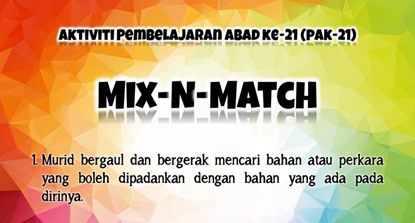 AKTIVITI PEMBELAJARAN ABAD KE-21 (PAK-21)
MIX-N-MATCH
1. Murid bergaul dan bergerak mencari bahan atau perkara
yang boleh dipadankan dengan bahan yang ada pada
dirinya.